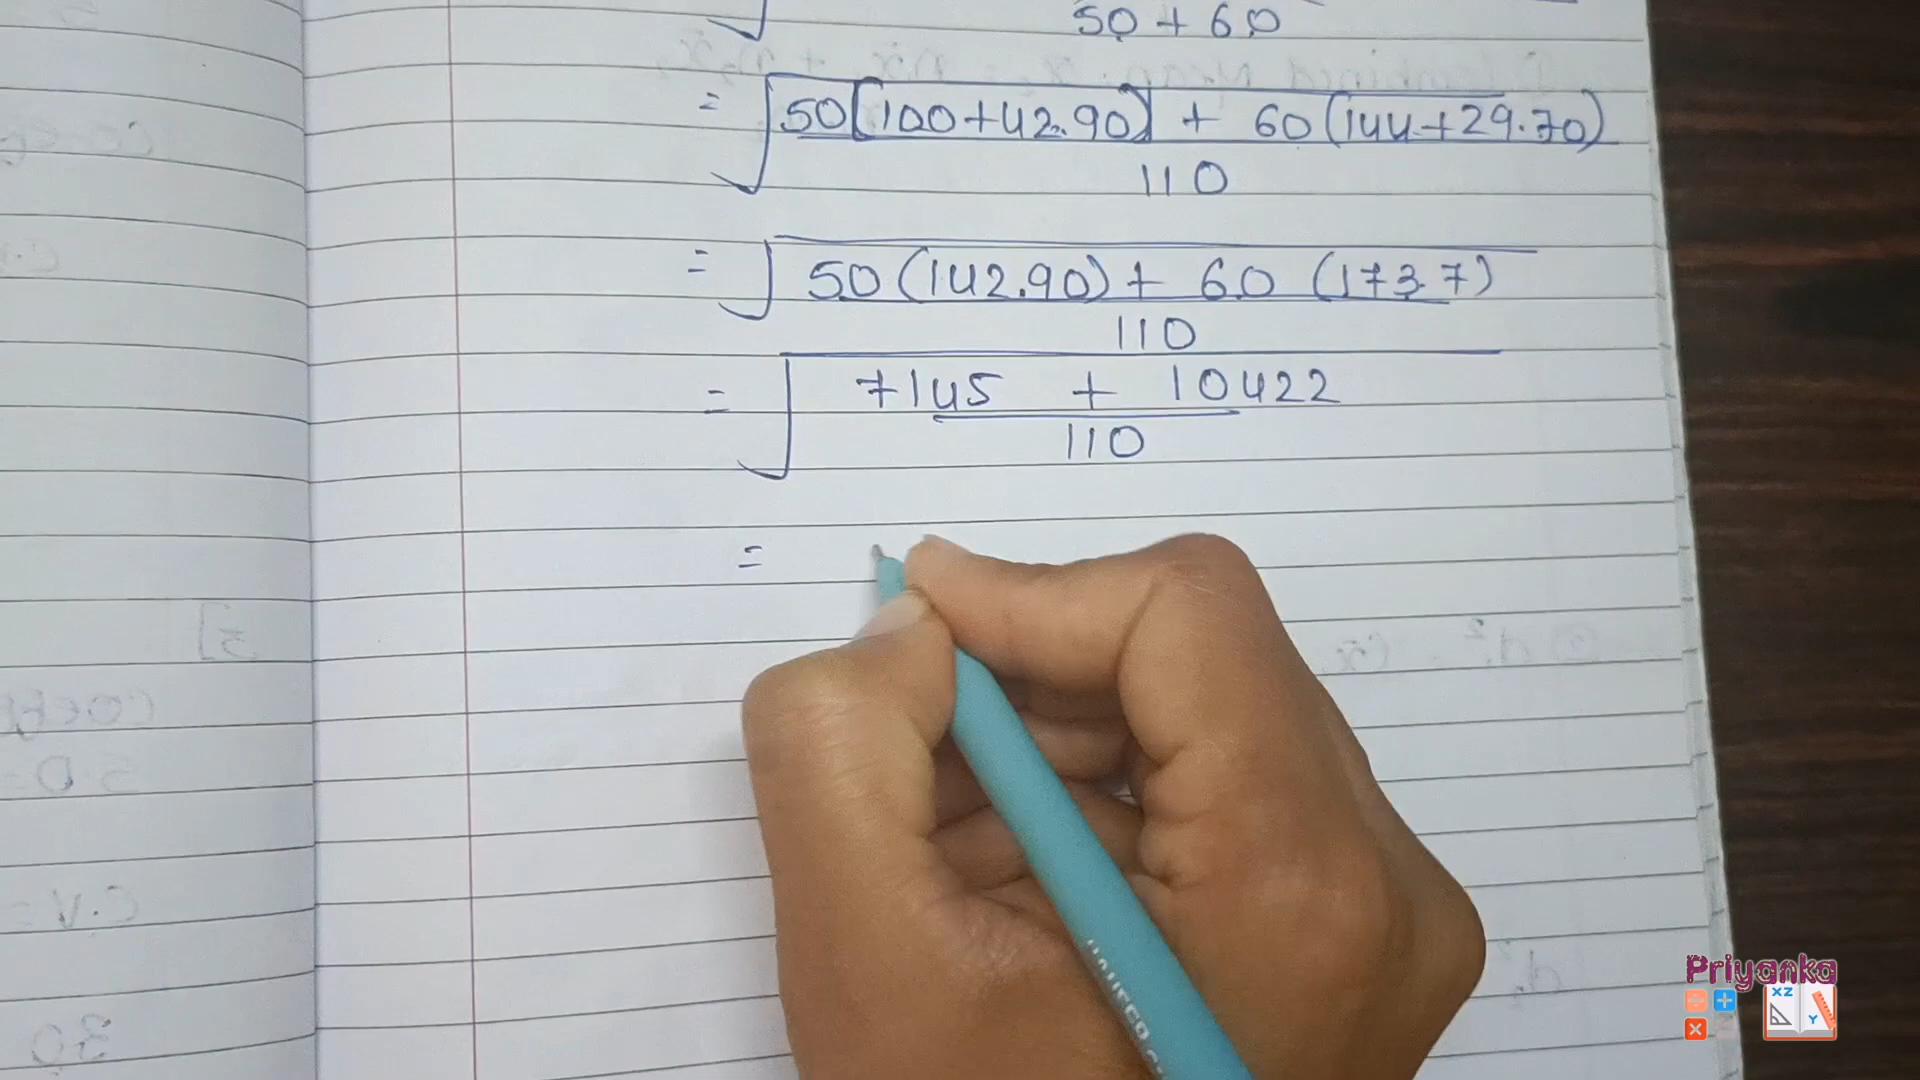 50 + 60
= √50[100+42.90] + 60(144+29.70)
110
= √50(142.90) + 60 (173.7)
110
= √7145 + 10422
110
=
Priyanka
XZ
Y